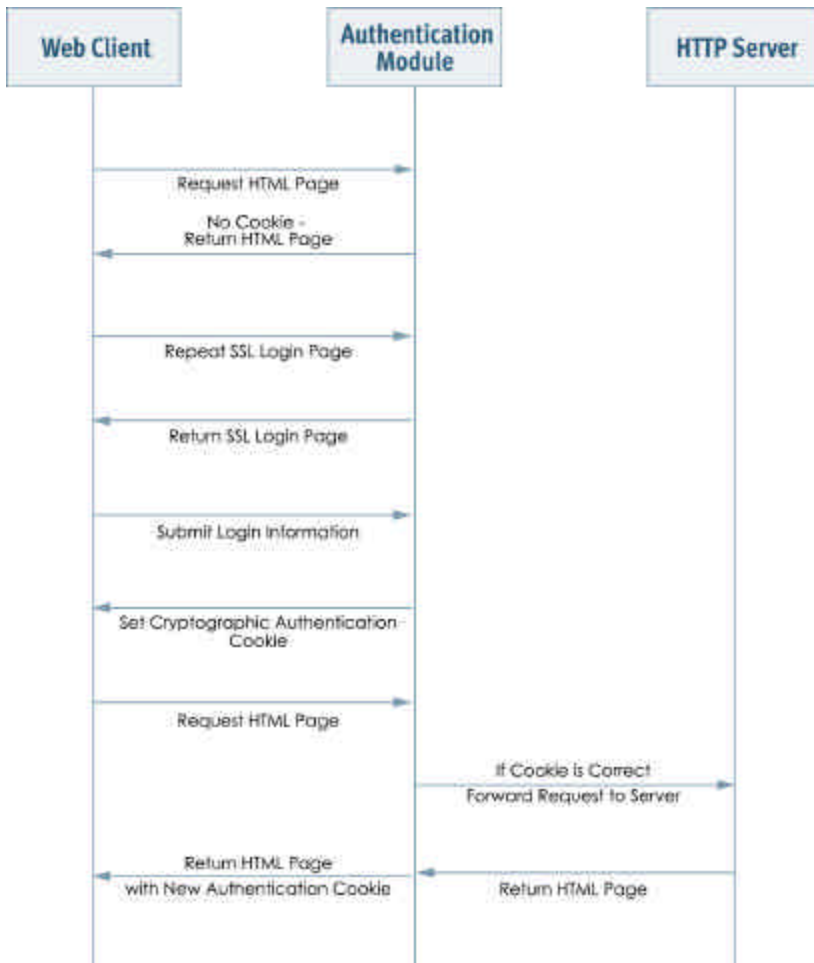 Web Client
Authentication
Module
HTTP Server
Request HTML Page
No Cookie -
Return HTML Page
Repeat SSL Login Page
Return SSL Login Page
Submit Login Information
Set Cryptographic Authentication
Cookie
Request HTML Page
If Cookie is Correct
Forward Request to Server
Return HTML Page
with New Authentication Cookie
Return HTML Page